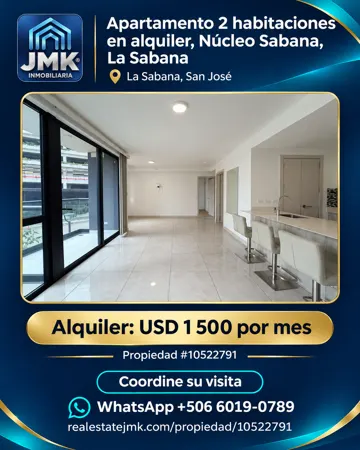 JMK®
INMOBILIARIA
Apartamento 2 habitaciones
en alquiler, Núcleo Sabana,
La Sabana
La Sabana, San José
Alquiler: USD 1 500 por mes
Propiedad #10522791
Coordine su visita
WhatsApp +506 6019-0789
realestatejmk.com/propiedad/10522791